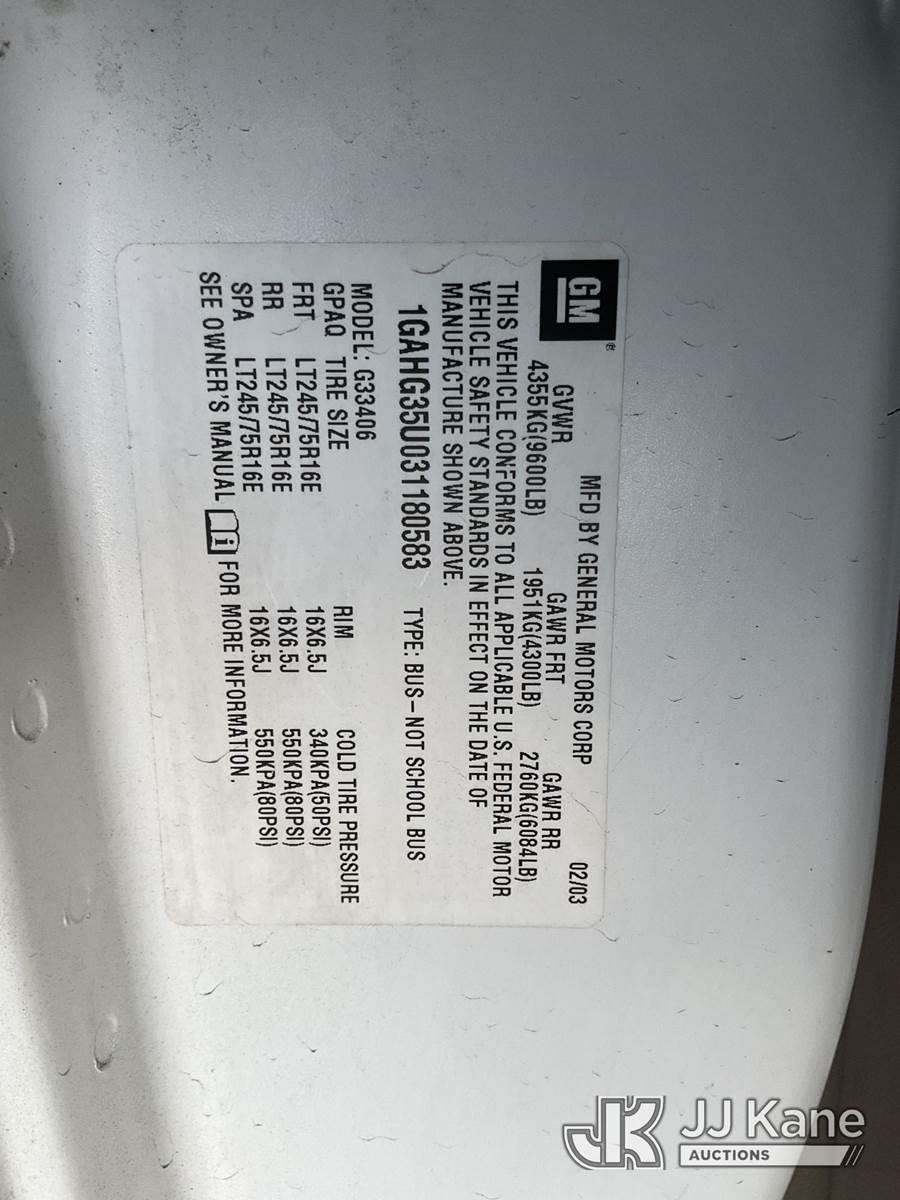 GM®
MFD BY GENERAL MOTORS CORP 02/03
GVWR GAWR FRT GAWR RR
4355KG(9600LB) 1951KG(4300LB) 2760KG(6084LB)
THIS VEHICLE CONFORMS TO ALL APPLICABLE U.S. FEDERAL MOTOR
VEHICLE SAFETY STANDARDS IN EFFECT ON THE DATE OF
MANUFACTURE SHOWN ABOVE.
1GAHG35U031180583 TYPE: BUS-NOT SCHOOL BUS
MODEL: G33406
GPAQ TIRE SIZE RIM COLD TIRE PRESSURE
FRT LT245/75R16E 16X6.5J 340KPA(50PSI)
RR LT245/75R16E 16X6.5J 550KPA(80PSI)
SPA LT245/75R16E 16X6.5J 550KPA(80PSI)
SEE OWNER'S MANUAL FOR MORE INFORMATION.
JK JJ Kane
AUCTIONS